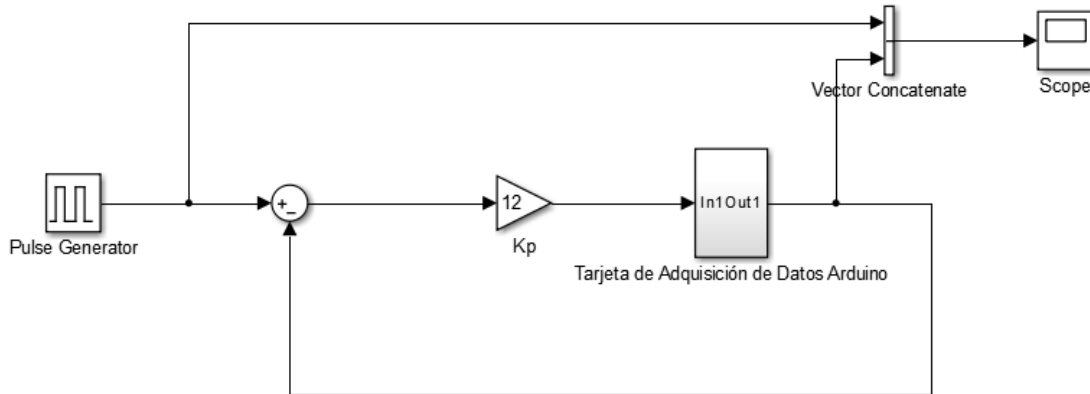 Vector Concatenate
Scope
Pulse Generator
+
−
12
Kp
In1 Out1
Tarjeta de Adquisición de Datos Arduino